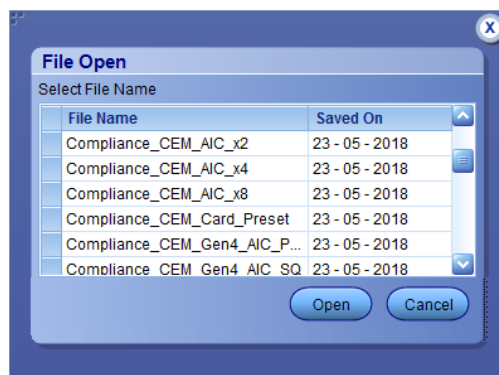 X
File Open
Select File Name
File Name Saved On
Compliance_CEM_AIC_x2 23 - 05 - 2018
Compliance_CEM_AIC_x4 23 - 05 - 2018
Compliance_CEM_AIC_x8 23 - 05 - 2018
Compliance_CEM_Card_Preset 23 - 05 - 2018
Compliance_CEM_Gen4_AIC_P... 23 - 05 - 2018
Compliance_CEM_Gen4_AIC_SQ 23 - 05 - 2018
Open Cancel